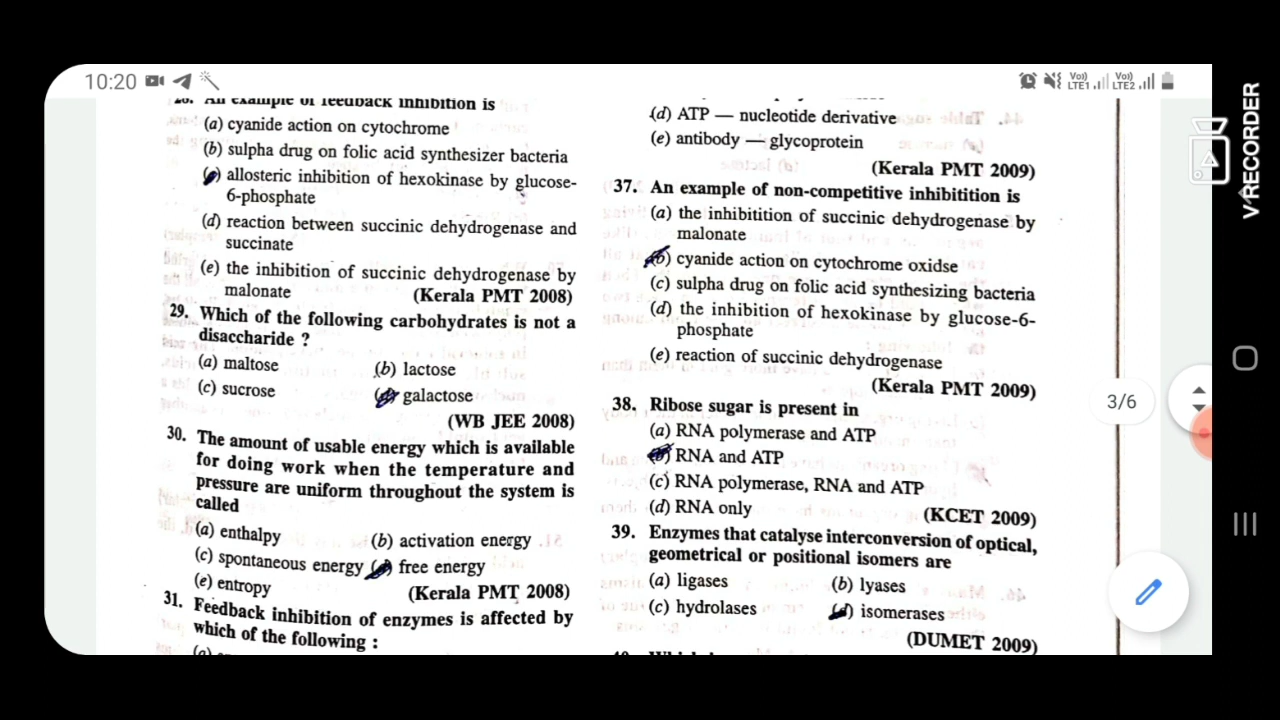 10:20
Vo)) LTE1 Vo)) LTE2
28. An example of feedback inhibition is
(a) cyanide action on cytochrome
(b) sulpha drug on folic acid synthesizer bacteria
allosteric inhibition of hexokinase by glucose-
6-phosphate
(d) reaction between succinic dehydrogenase and
succinate
(e) the inhibition of succinic dehydrogenase by
malonate (Kerala PMT 2008)
29. Which of the following carbohydrates is not a
disaccharide ?
(a) maltose (b) lactose
(c) sucrose (d) galactose
(WB JEE 2008)
30. The amount of usable energy which is available
for doing work when the temperature and
pressure are uniform throughout the system is
called
(a) enthalpy (b) activation energy
(c) spontaneous energy (d) free energy
(e) entropy (Kerala PMT 2008)
31. Feedback inhibition of enzymes is affected by
which of the following :
(d) ATP — nucleotide derivative
(e) antibody — glycoprotein
(Kerala PMT 2009)
37. An example of non-competitive inhibitition is
(a) the inhibitition of succinic dehydrogenase by
malonate
(b) cyanide action on cytochrome oxidse
(c) sulpha drug on folic acid synthesizing bacteria
(d) the inhibition of hexokinase by glucose-6-
phosphate
(e) reaction of succinic dehydrogenase
(Kerala PMT 2009)
38. Ribose sugar is present in
(a) RNA polymerase and ATP
(b) RNA and ATP
(c) RNA polymerase, RNA and ATP
(d) RNA only (KCET 2009)
39. Enzymes that catalyse interconversion of optical,
geometrical or positional isomers are
(a) ligases (b) lyases
(c) hydrolases (d) isomerases
(DUMET 2009)
3/6
V RECORDER